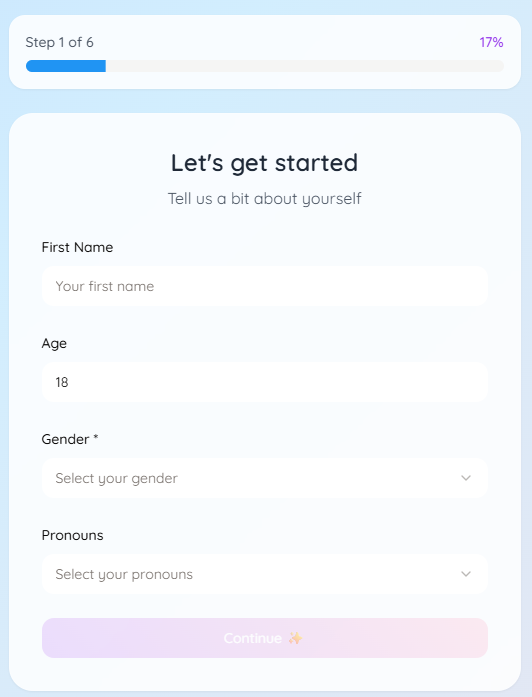 Step 1 of 6
17%
Let's get started
Tell us a bit about yourself
First Name
Your first name
Age
18
Gender *
Select your gender
Pronouns
Select your pronouns
Continue ✨